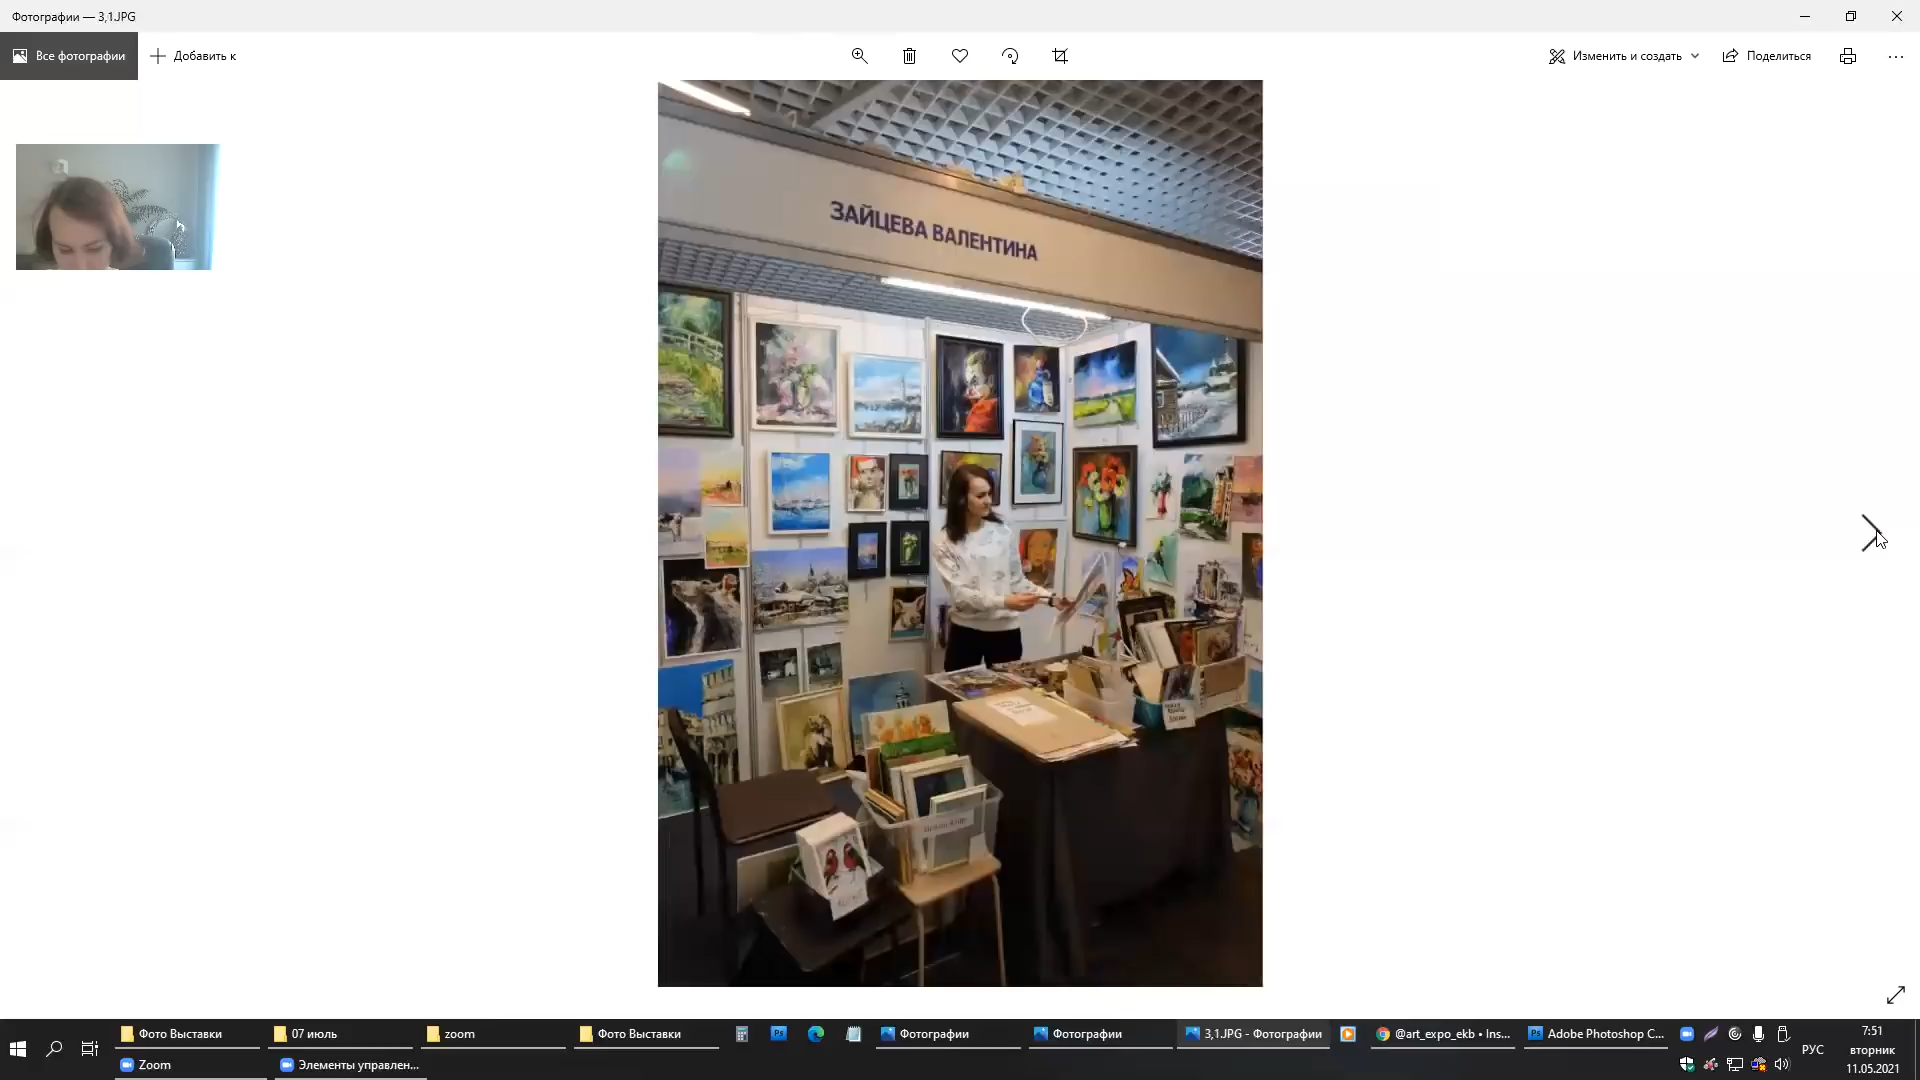 Фотографии — 3,1.JPG
Все фотографии
Добавить к
Изменить и создать
Поделиться
ЗАЙЦЕВА ВАЛЕНТИНА
Фото Выставки
07 июль
zoom
Фото Выставки
Ps
Фотографии
Фотографии
3,1.JPG - Фотографии
@art_expo_ekb • Ins...
Ps
Adobe Photoshop C...
Zoom
Элементы управлен...
РУС
7:51
вторник
11.05.2021